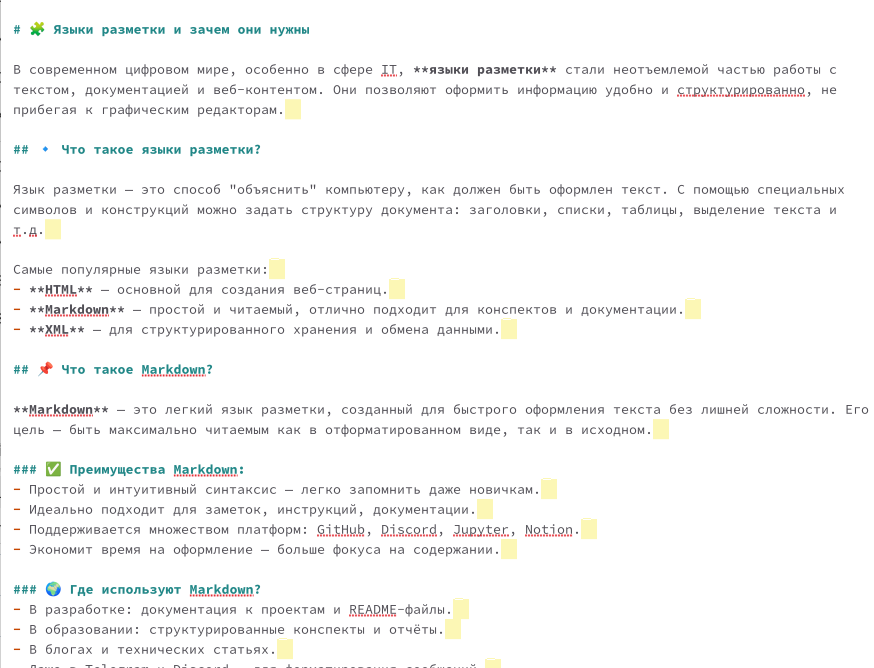 # 🧩 Языки разметки и зачем они нужны
В современном цифровом мире, особенно в сфере IT, **языки разметки** стали неотъемлемой частью работы с
текстом, документацией и веб-контентом. Они позволяют оформить информацию удобно и структурированно, не
прибегая к графическим редакторам.
## 🔹 Что такое языки разметки?
Язык разметки — это способ "объяснить" компьютеру, как должен быть оформлен текст. С помощью специальных
символов и конструкций можно задать структуру документа: заголовки, списки, таблицы, выделение текста и
т.д.
Самые популярные языки разметки:
- **HTML** — основной для создания веб-страниц.
- **Markdown** — простой и читаемый, отлично подходит для конспектов и документации.
- **XML** — для структурированного хранения и обмена данными.
## 📌 Что такое Markdown?
**Markdown** — это легкий язык разметки, созданный для быстрого оформления текста без лишней сложности. Его
цель — быть максимально читаемым как в отформатированном виде, так и в исходном.
### ✅ Преимущества Markdown:
- Простой и интуитивный синтаксис — легко запомнить даже новичкам.
- Идеально подходит для заметок, инструкций, документации.
- Поддерживается множеством платформ: GitHub, Discord, Jupyter, Notion.
- Экономит время на оформление — больше фокуса на содержании.
### 🌍 Где используют Markdown?
- В разработке: документация к проектам и README-файлы.
- В образовании: структурированные конспекты и отчёты.
- В блогах и технических статьях.
- Даже в Telegram и Discord — для форматирования сообщений.